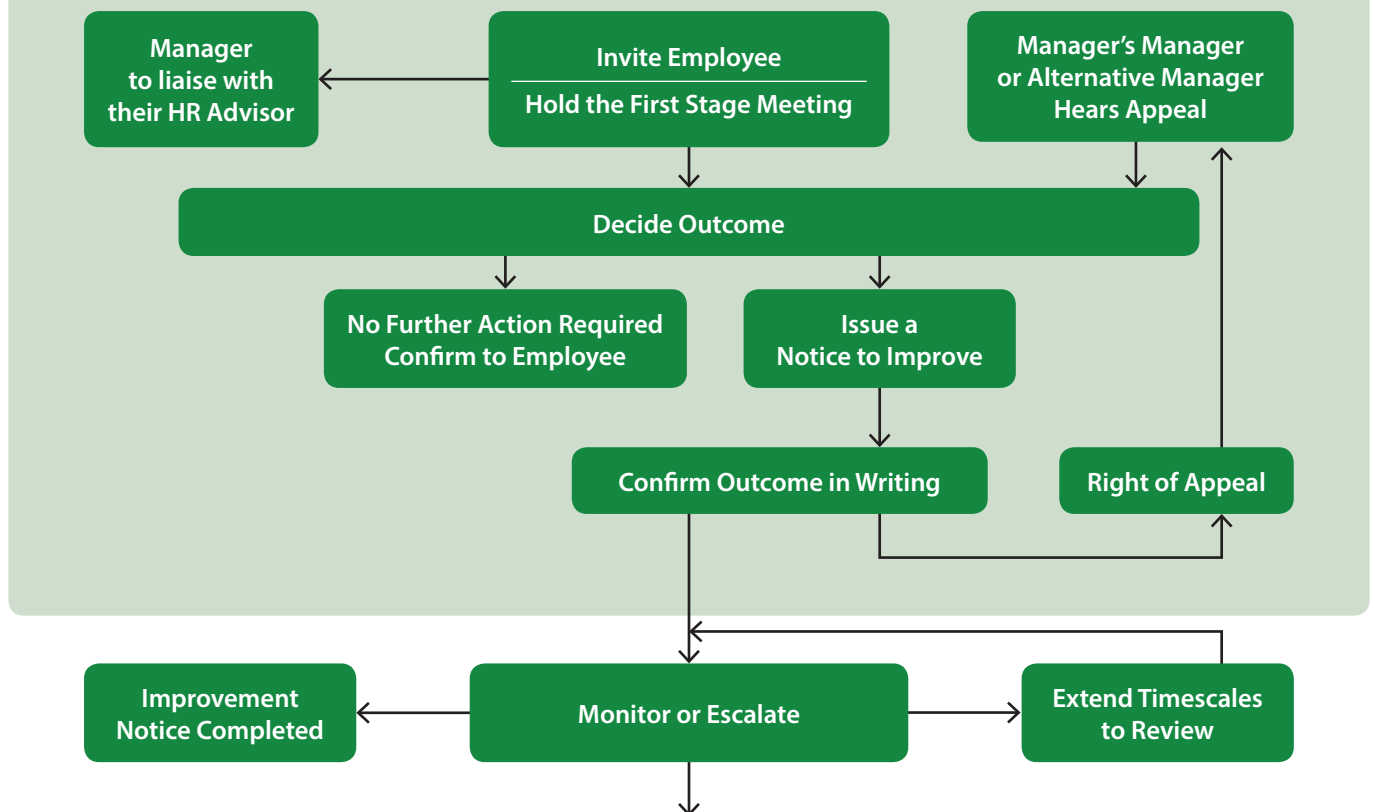 Manager
to liaise with
their HR Advisor
Invite Employee
Hold the First Stage Meeting
Manager’s Manager
or Alternative Manager
Hears Appeal
Decide Outcome
No Further Action Required
Confirm to Employee
Issue a
Notice to Improve
Confirm Outcome in Writing
Right of Appeal
Improvement
Notice Completed
Monitor or Escalate
Extend Timescales
to Review